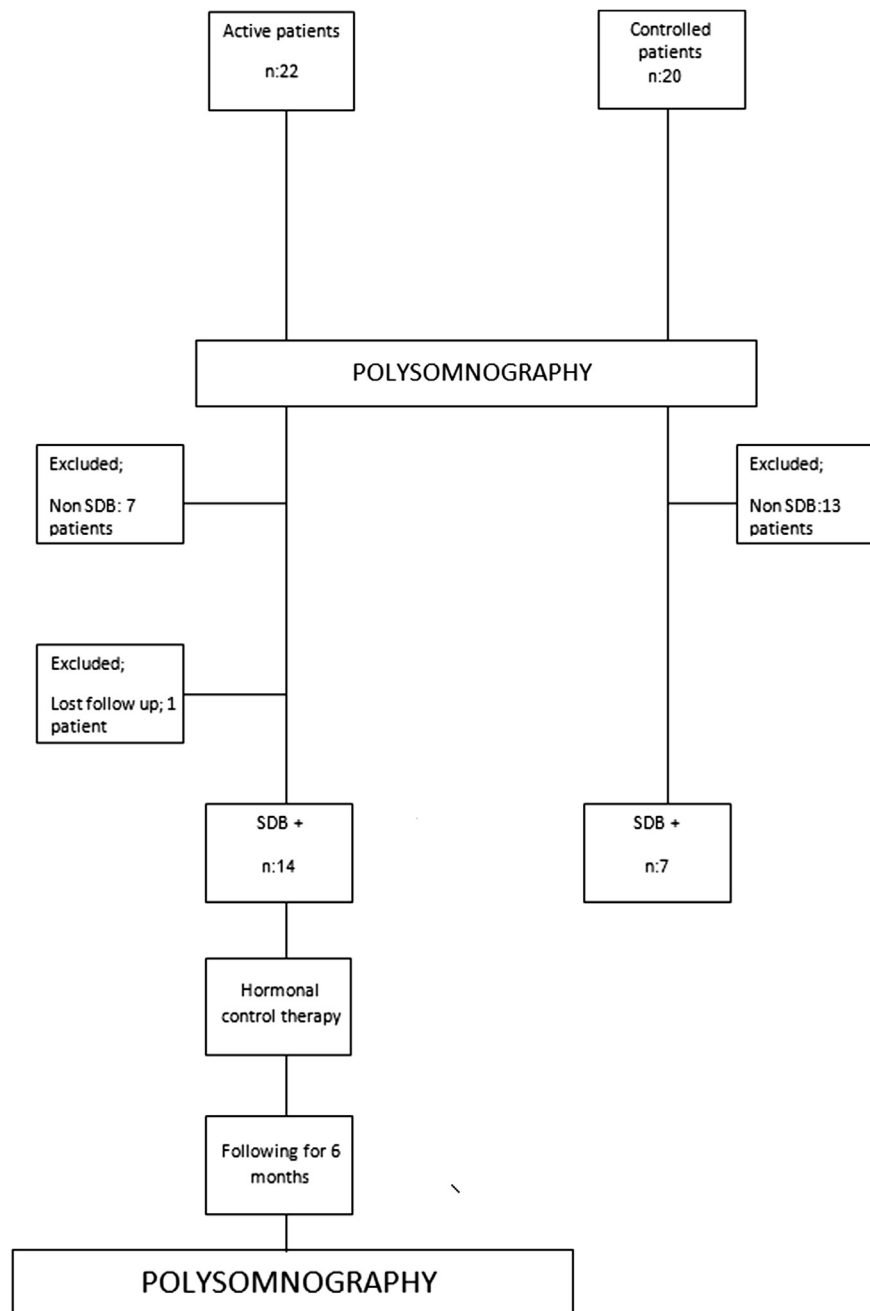 Active patients
n:22
Controlled
patients
n:20
POLYSOMNOGRAPHY
Excluded;
Non SDB: 7
patients
Excluded;
Non SDB:13
patients
Excluded;
Lost follow up; 1
patient
SDB +
n:14
SDB +
n:7
Hormonal
control therapy
Following for 6
months
POLYSOMNOGRAPHY